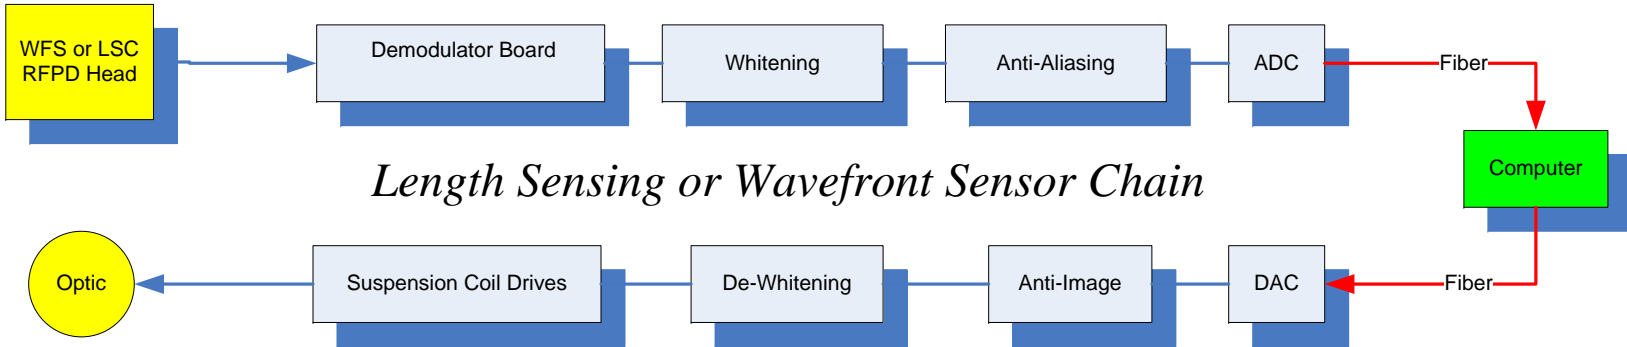 WFS or LSC
RFPD Head
Demodulator Board
Whitening
Anti-Aliasing
ADC
Fiber
Computer
Length Sensing or Wavefront Sensor Chain
Optic
Suspension Coil Drives
De-Whitening
Anti-Image
DAC
Fiber